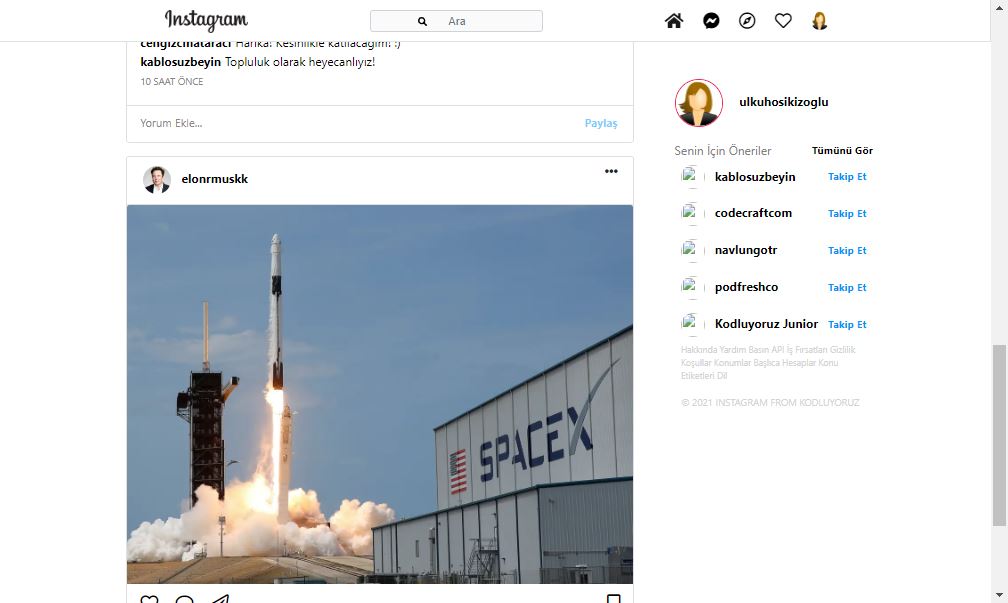 Instagram
Ara
cengizcmataraci Harika! Kesinlikle katılacağım! :)
kablosuzbeyin Topluluk olarak heyecanlıyız!
10 SAAT ÖNCE
Yorum Ekle...
Paylaş
elonrmuskk
SPACEX
ulkuhosikizoglu
Senin İçin Öneriler
Tümünü Gör
kablosuzbeyin
Takip Et
codecraftcom
Takip Et
navlungotr
Takip Et
podfreshco
Takip Et
Kodluyoruz Junior
Takip Et
Hakkında Yardım Basın API İş Fırsatları Gizlilik
Koşullar Konumlar Başlıca Hesaplar Konu
Etiketleri Dil
© 2021 INSTAGRAM FROM KODLUYORUZ